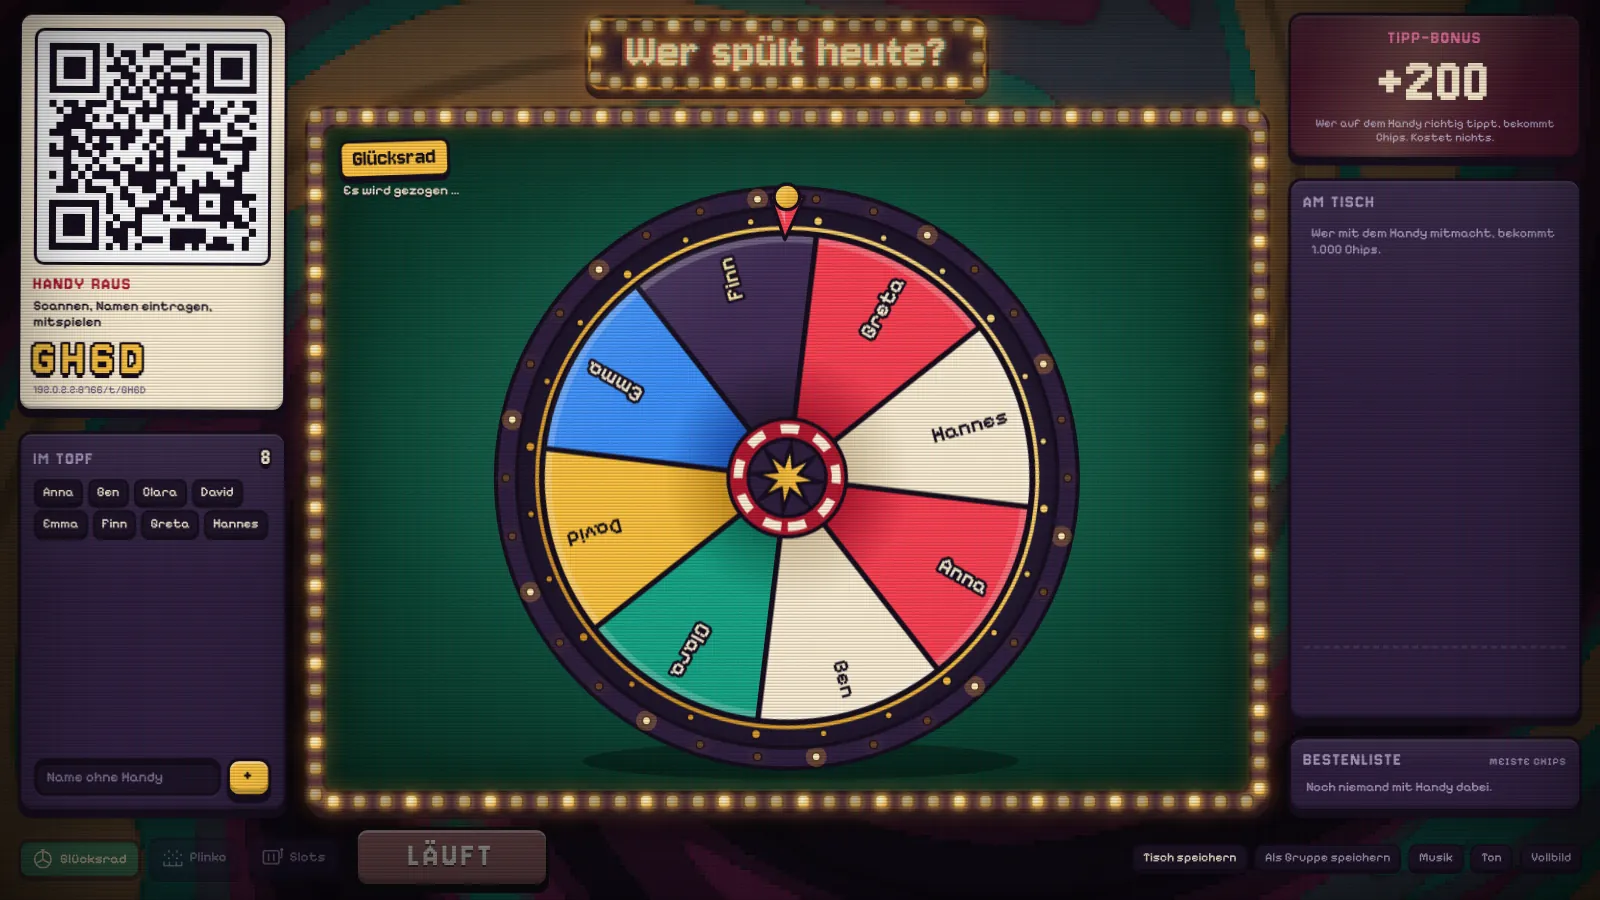 Wer spült heute?
HANDY RAUS
Scannen, Namen eintragen,
mitspielen
GH6D
192.0.2.2:8766/t/GH6D
IM TOPF 8
Anna Ben Clara David
Emma Finn Greta Hannes
Name ohne Handy +
Glücksrad
Es wird gezogen ...
Finn
Greta
Hannes
Anna
Ben
Clara
David
Emma
TIPP-BONUS
+200
Wer auf dem Handy richtig tippt, bekommt
Chips. Kostet nichts.
AM TISCH
Wer mit dem Handy mitmacht, bekommt
1.000 Chips.
BESTENLISTE MEISTE CHIPS
Noch niemand mit Handy dabei.
Glücksrad Plinko Slots LÄUFT Tisch speichern Als Gruppe speichern Musik Ton Vollbild